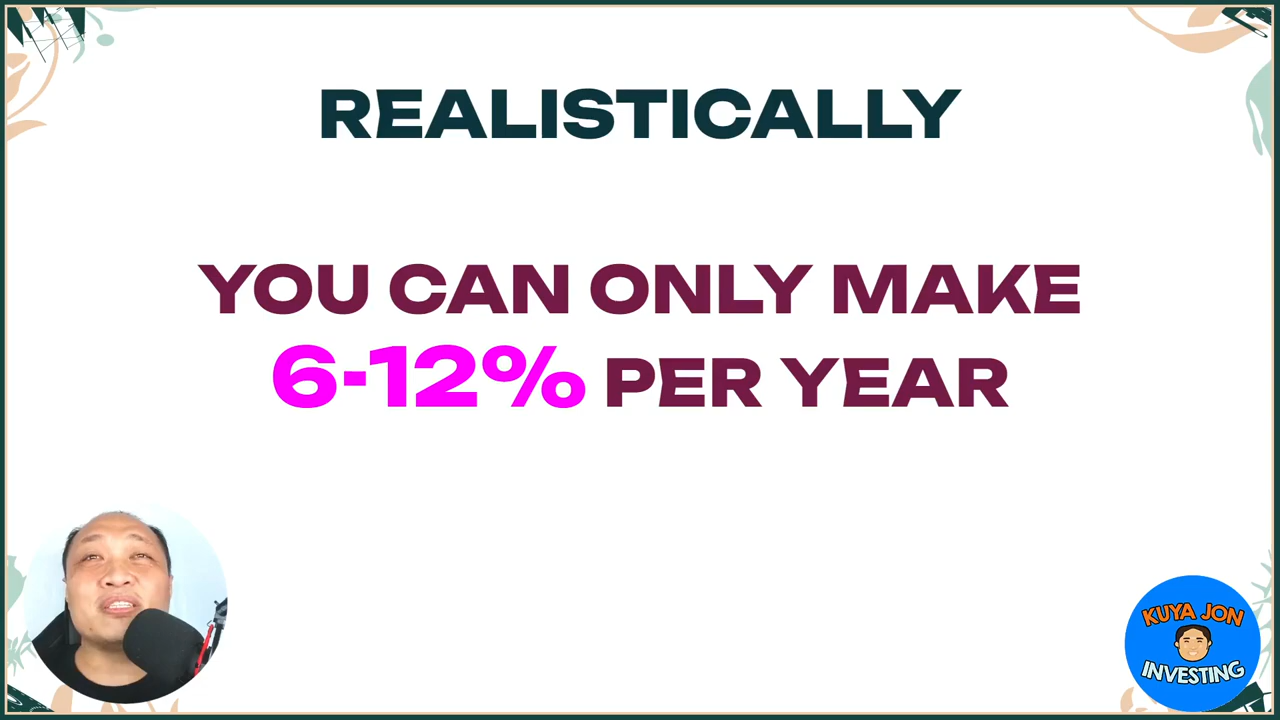 REALISTICALLY
YOU CAN ONLY MAKE
6-12% PER YEAR
KUYA JON
INVESTING